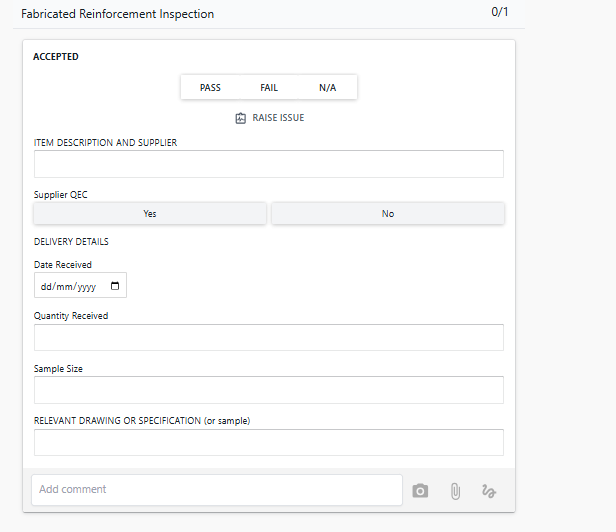 Fabricated Reinforcement Inspection 0/1
ACCEPTED
PASS FAIL N/A
RAISE ISSUE
ITEM DESCRIPTION AND SUPPLIER
Supplier QEC
Yes No
DELIVERY DETAILS
Date Received
dd/mm/yyyy
Quantity Received
Sample Size
RELEVANT DRAWING OR SPECIFICATION (or sample)
Add comment